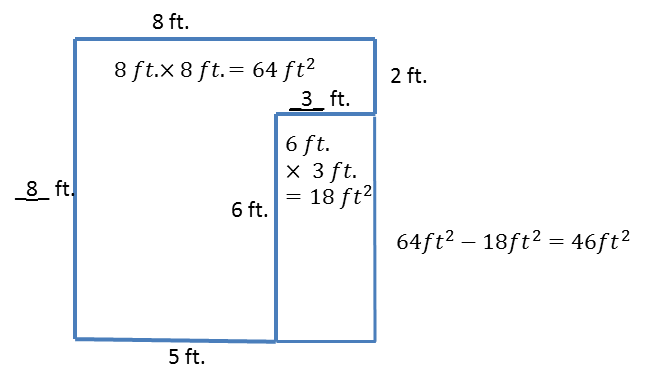 8 ft.
8 ft.× 8 ft.= 64 ft²
2 ft.
_3_ ft.
6 ft.
× 3 ft.
= 18 ft²
_8_ ft.
6 ft.
64ft² − 18ft² = 46ft²
5 ft.